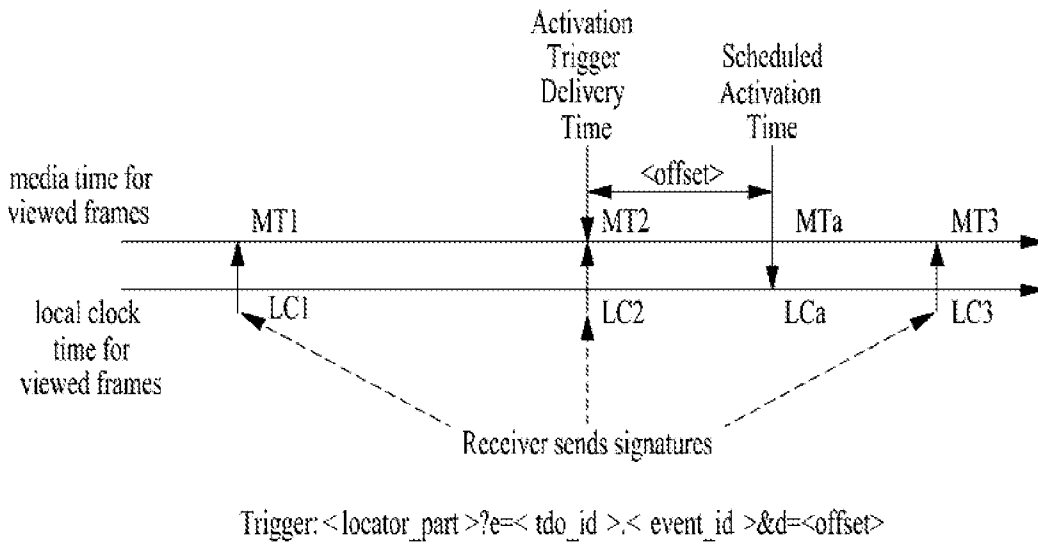 Activation
Trigger
Delivery
Time
Scheduled
Activation
Time
<offset>
media time for
viewed frames
MT1
MT2
MTa
MT3
local clock
time for
viewed frames
LC1
LC2
LCa
LC3
Receiver sends signatures
Trigger:<locator_part>?e=<tdo_id>.<event_id>&d=<offset>